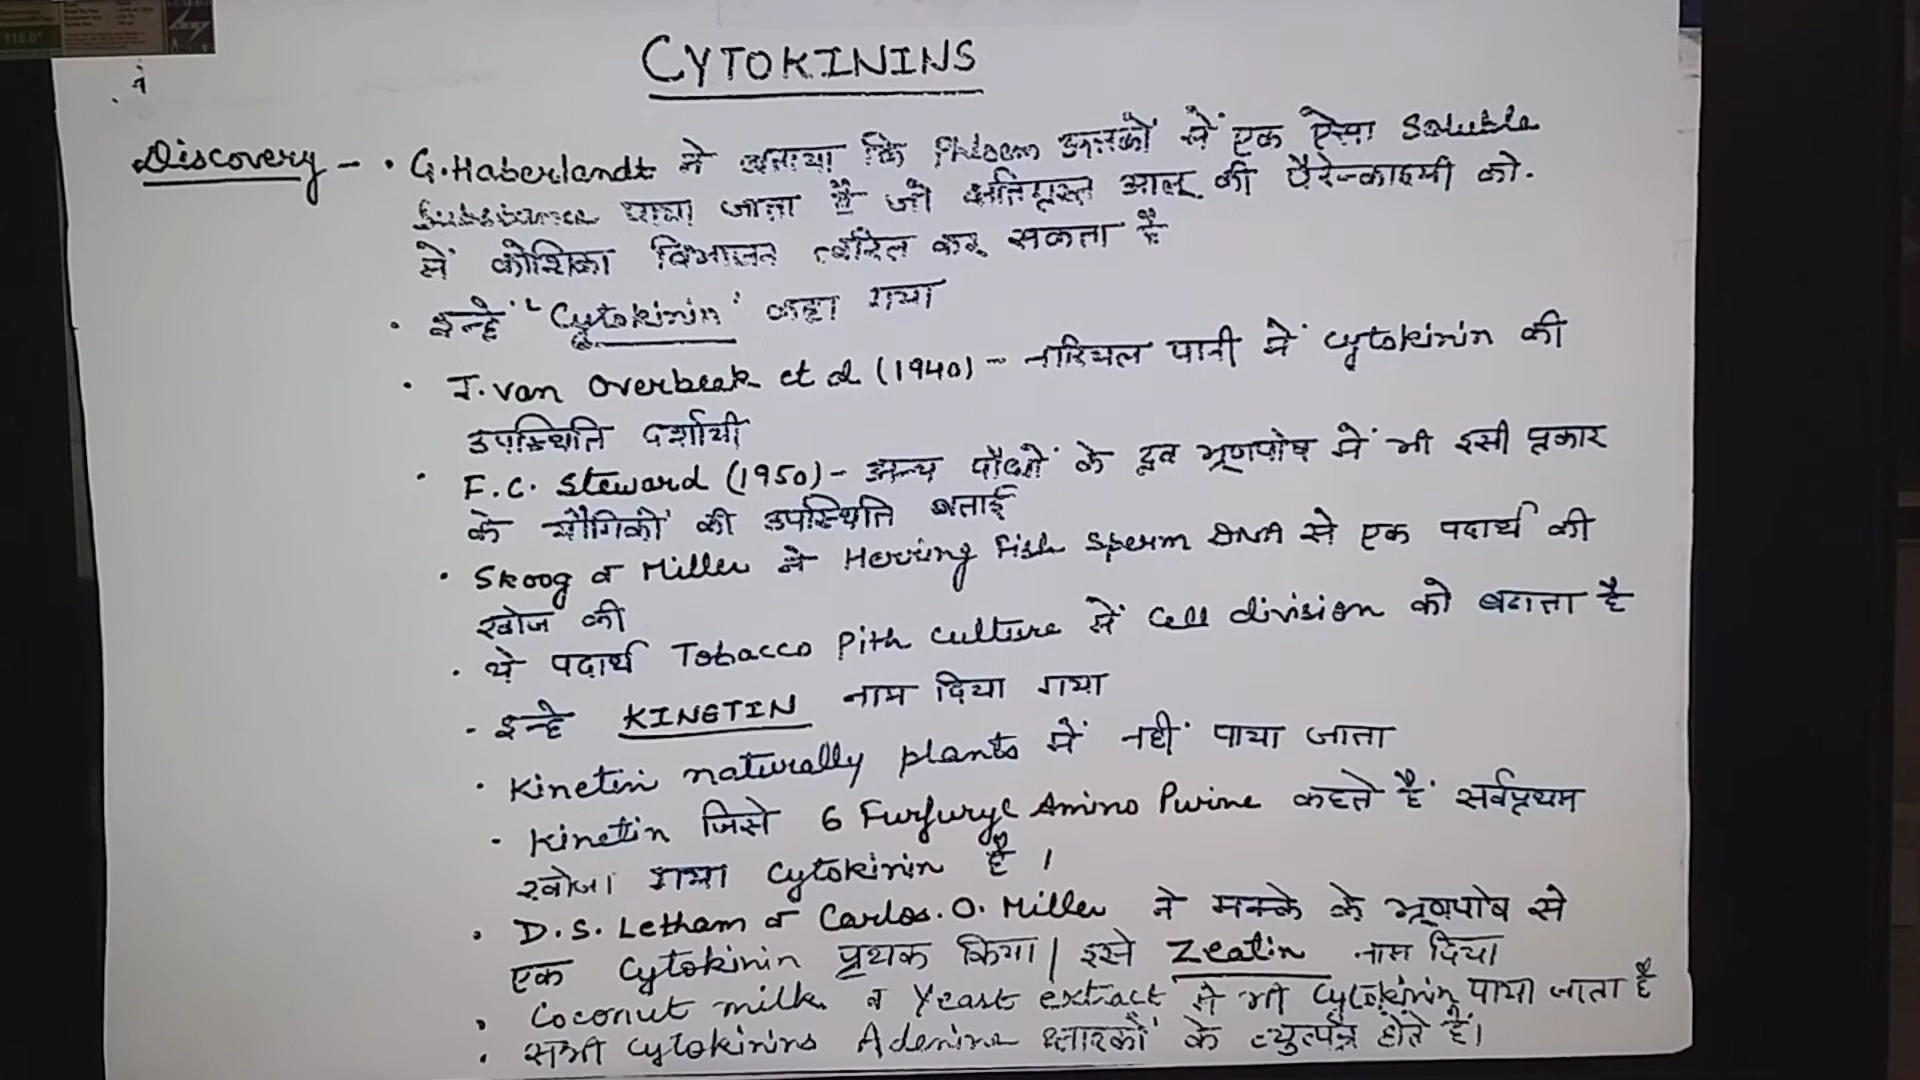 CYTOKININS
Discovery - • G.Haberlandt ने बताया कि Phloem ऊतकों में एक ऐसा Soluble
Substance पाया जाता है जो क्षतिग्रस्त आलू की पैरेन्काइमी को.
में कोशिका विभाजन त्वरित कर सकता है
• इन्हे 'Cytokinin' कहा गया
• J.van Overbeek et al (1940) - नारियल पानी में cytokinin की
उपस्थिति दर्शायी
• F.C. Steward (1950) - अन्य पौधों के द्रव भ्रूणपोष में भी इसी प्रकार
के यौगिकों की उपस्थिति बताई
• Skoog व Miller ने Herring Fish Sperm DNA से एक पदार्थ की
खोज की
• ये पदार्थ Tobacco Pith culture में Cell division को बढाता है
• इन्हे KINETIN नाम दिया गया
• Kinetin naturally plants में नहीं पाया जाता
• Kinetin जिसे 6 Furfuryl Amino Purine कहते हैं सर्वप्रथम
खोजा गया Cytokinin है ।
• D.S. Letham व Carlos.O. Miller ने मक्के के भ्रूणपोष से
एक Cytokinin प्रथक किया। इसे Zeatin नाम दिया
• Coconut milk व Yeast extract में भी Cytokinin पाया जाता है
• सभी Cytokinins Adenine क्षारकों के व्युत्पन्न होते हैं।